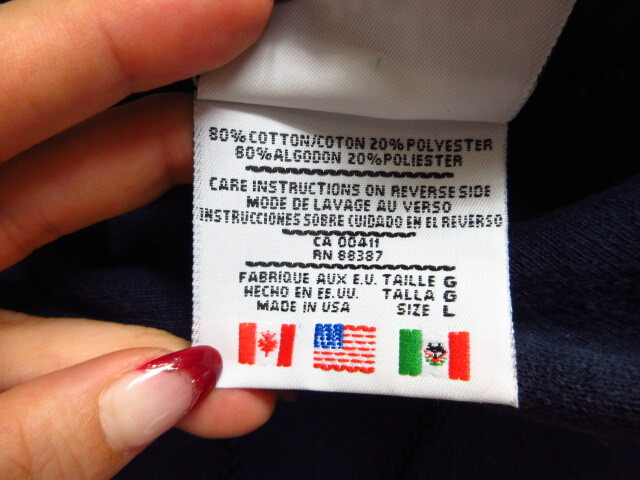 80% COTTON/COTON 20% POLYESTER
80% ALGODON 20% POLIESTER
CARE INSTRUCTIONS ON REVERSE SIDE
MODE DE LAVAGE AU VERSO
INSTRUCCIONES SOBRE CUIDADO EN EL REVERSO
CA 00411
RN 88387
FABRIQUE AUX E.U. TAILLE G
HECHO EN EE.UU. TALLA G
MADE IN USA SIZE L